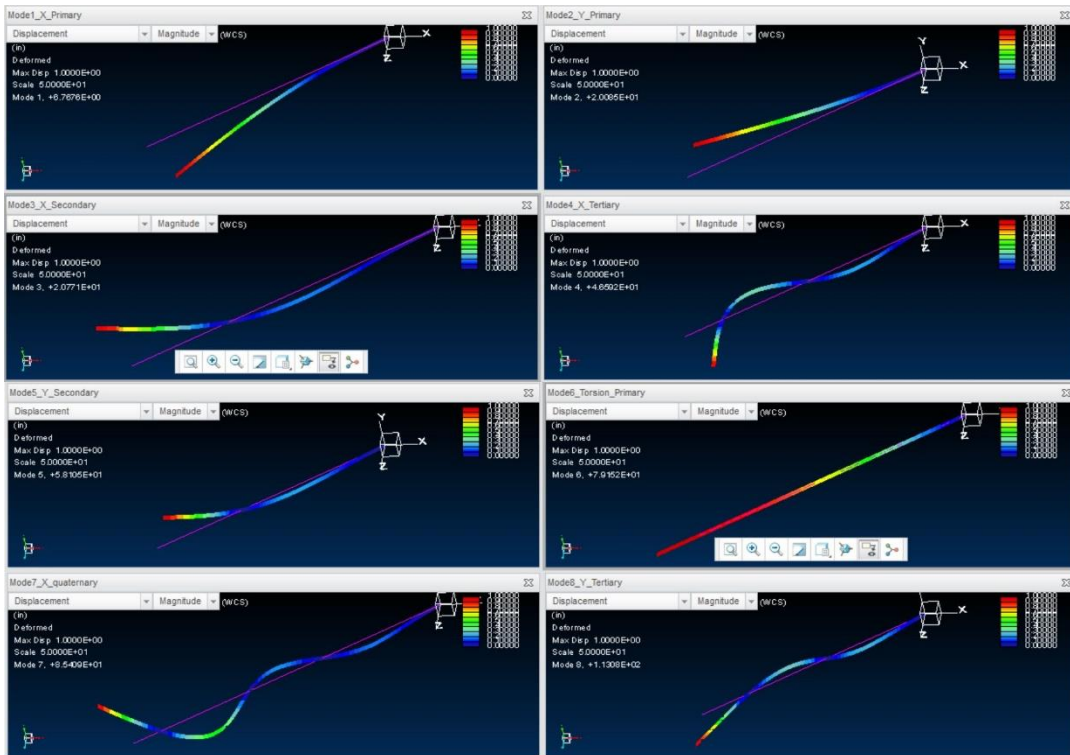 Mode1_X_Primary
Displacement Magnitude (WCS)
(in)
Deformed
Max Disp 1.0000E+00
Scale 5.0000E+01
Mode 1, +6.7676E+00
X
Z
Mode2_Y_Primary
Displacement Magnitude (WCS)
(in)
Deformed
Max Disp 1.0000E+00
Scale 5.0000E+01
Mode 2, +2.0085E+01
Y
X
Z
Mode3_X_Secondary
Displacement Magnitude (WCS)
(in)
Deformed
Max Disp 1.0000E+00
Scale 5.0000E+01
Mode 3, +2.0771E+01
Z
Mode4_X_Tertiary
Displacement Magnitude (WCS)
(in)
Deformed
Max Disp 1.0000E+00
Scale 5.0000E+01
Mode 4, +4.6592E+01
X
Z
Mode5_Y_Secondary
Displacement Magnitude (WCS)
(in)
Deformed
Max Disp 1.0000E+00
Scale 5.0000E+01
Mode 5, +5.8105E+01
Y
X
Z
Mode6_Torsion_Primary
Displacement Magnitude (WCS)
(in)
Deformed
Max Disp 1.0000E+00
Scale 5.0000E+01
Mode 6, +7.9152E+01
Z
Mode7_X_quaternary
Displacement Magnitude (WCS)
(in)
Deformed
Max Disp 1.0000E+00
Scale 5.0000E+01
Mode 7, +8.5409E+01
Z
Mode8_Y_Tertiary
Displacement Magnitude (WCS)
(in)
Deformed
Max Disp 1.0000E+00
Scale 5.0000E+01
Mode 8, +1.1308E+02
Y
X
Z